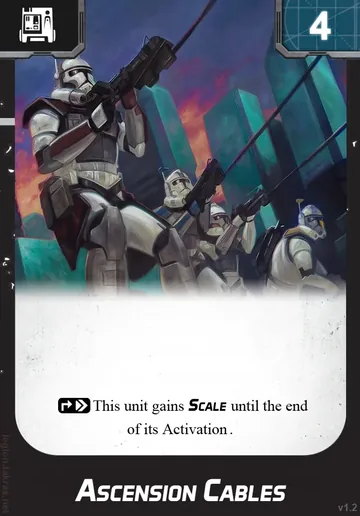 4
This unit gains SCALE until the end
of its Activation.
ASCENSION CABLES
v1.2